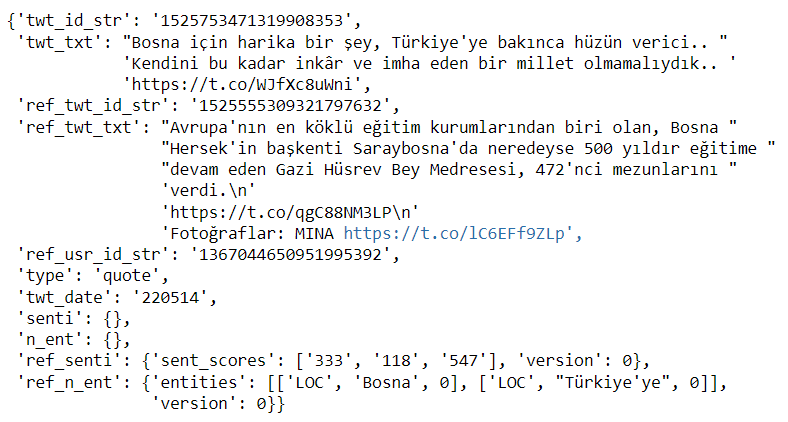 {'twt_id_str': '1525753471319908353',
'twt_txt': "Bosna için harika bir şey, Türkiye'ye bakınca hüzün verici.. "
'Kendini bu kadar inkâr ve imha eden bir millet olmamalıydık.. '
'https://t.co/WJfXc8uWni',
'ref_twt_id_str': '1525555309321797632',
'ref_twt_txt': "Avrupa'nın en köklü eğitim kurumlarından biri olan, Bosna "
"Hersek'in başkenti Saraybosna'da neredeyse 500 yıldır eğitime "
"devam eden Gazi Hüsrev Bey Medresesi, 472'nci mezunlarını "
'verdi.\n'
'https://t.co/qgC88NM3LP\n'
'Fotoğraflar: MINA https://t.co/lC6EFf9ZLp',
'ref_usr_id_str': '1367044650951995392',
'type': 'quote',
'twt_date': '220514',
'senti': {},
'n_ent': {},
'ref_senti': {'sent_scores': ['333', '118', '547'], 'version': 0},
'ref_n_ent': {'entities': [['LOC', 'Bosna', 0], ['LOC', "Türkiye'ye", 0]],
'version': 0}}